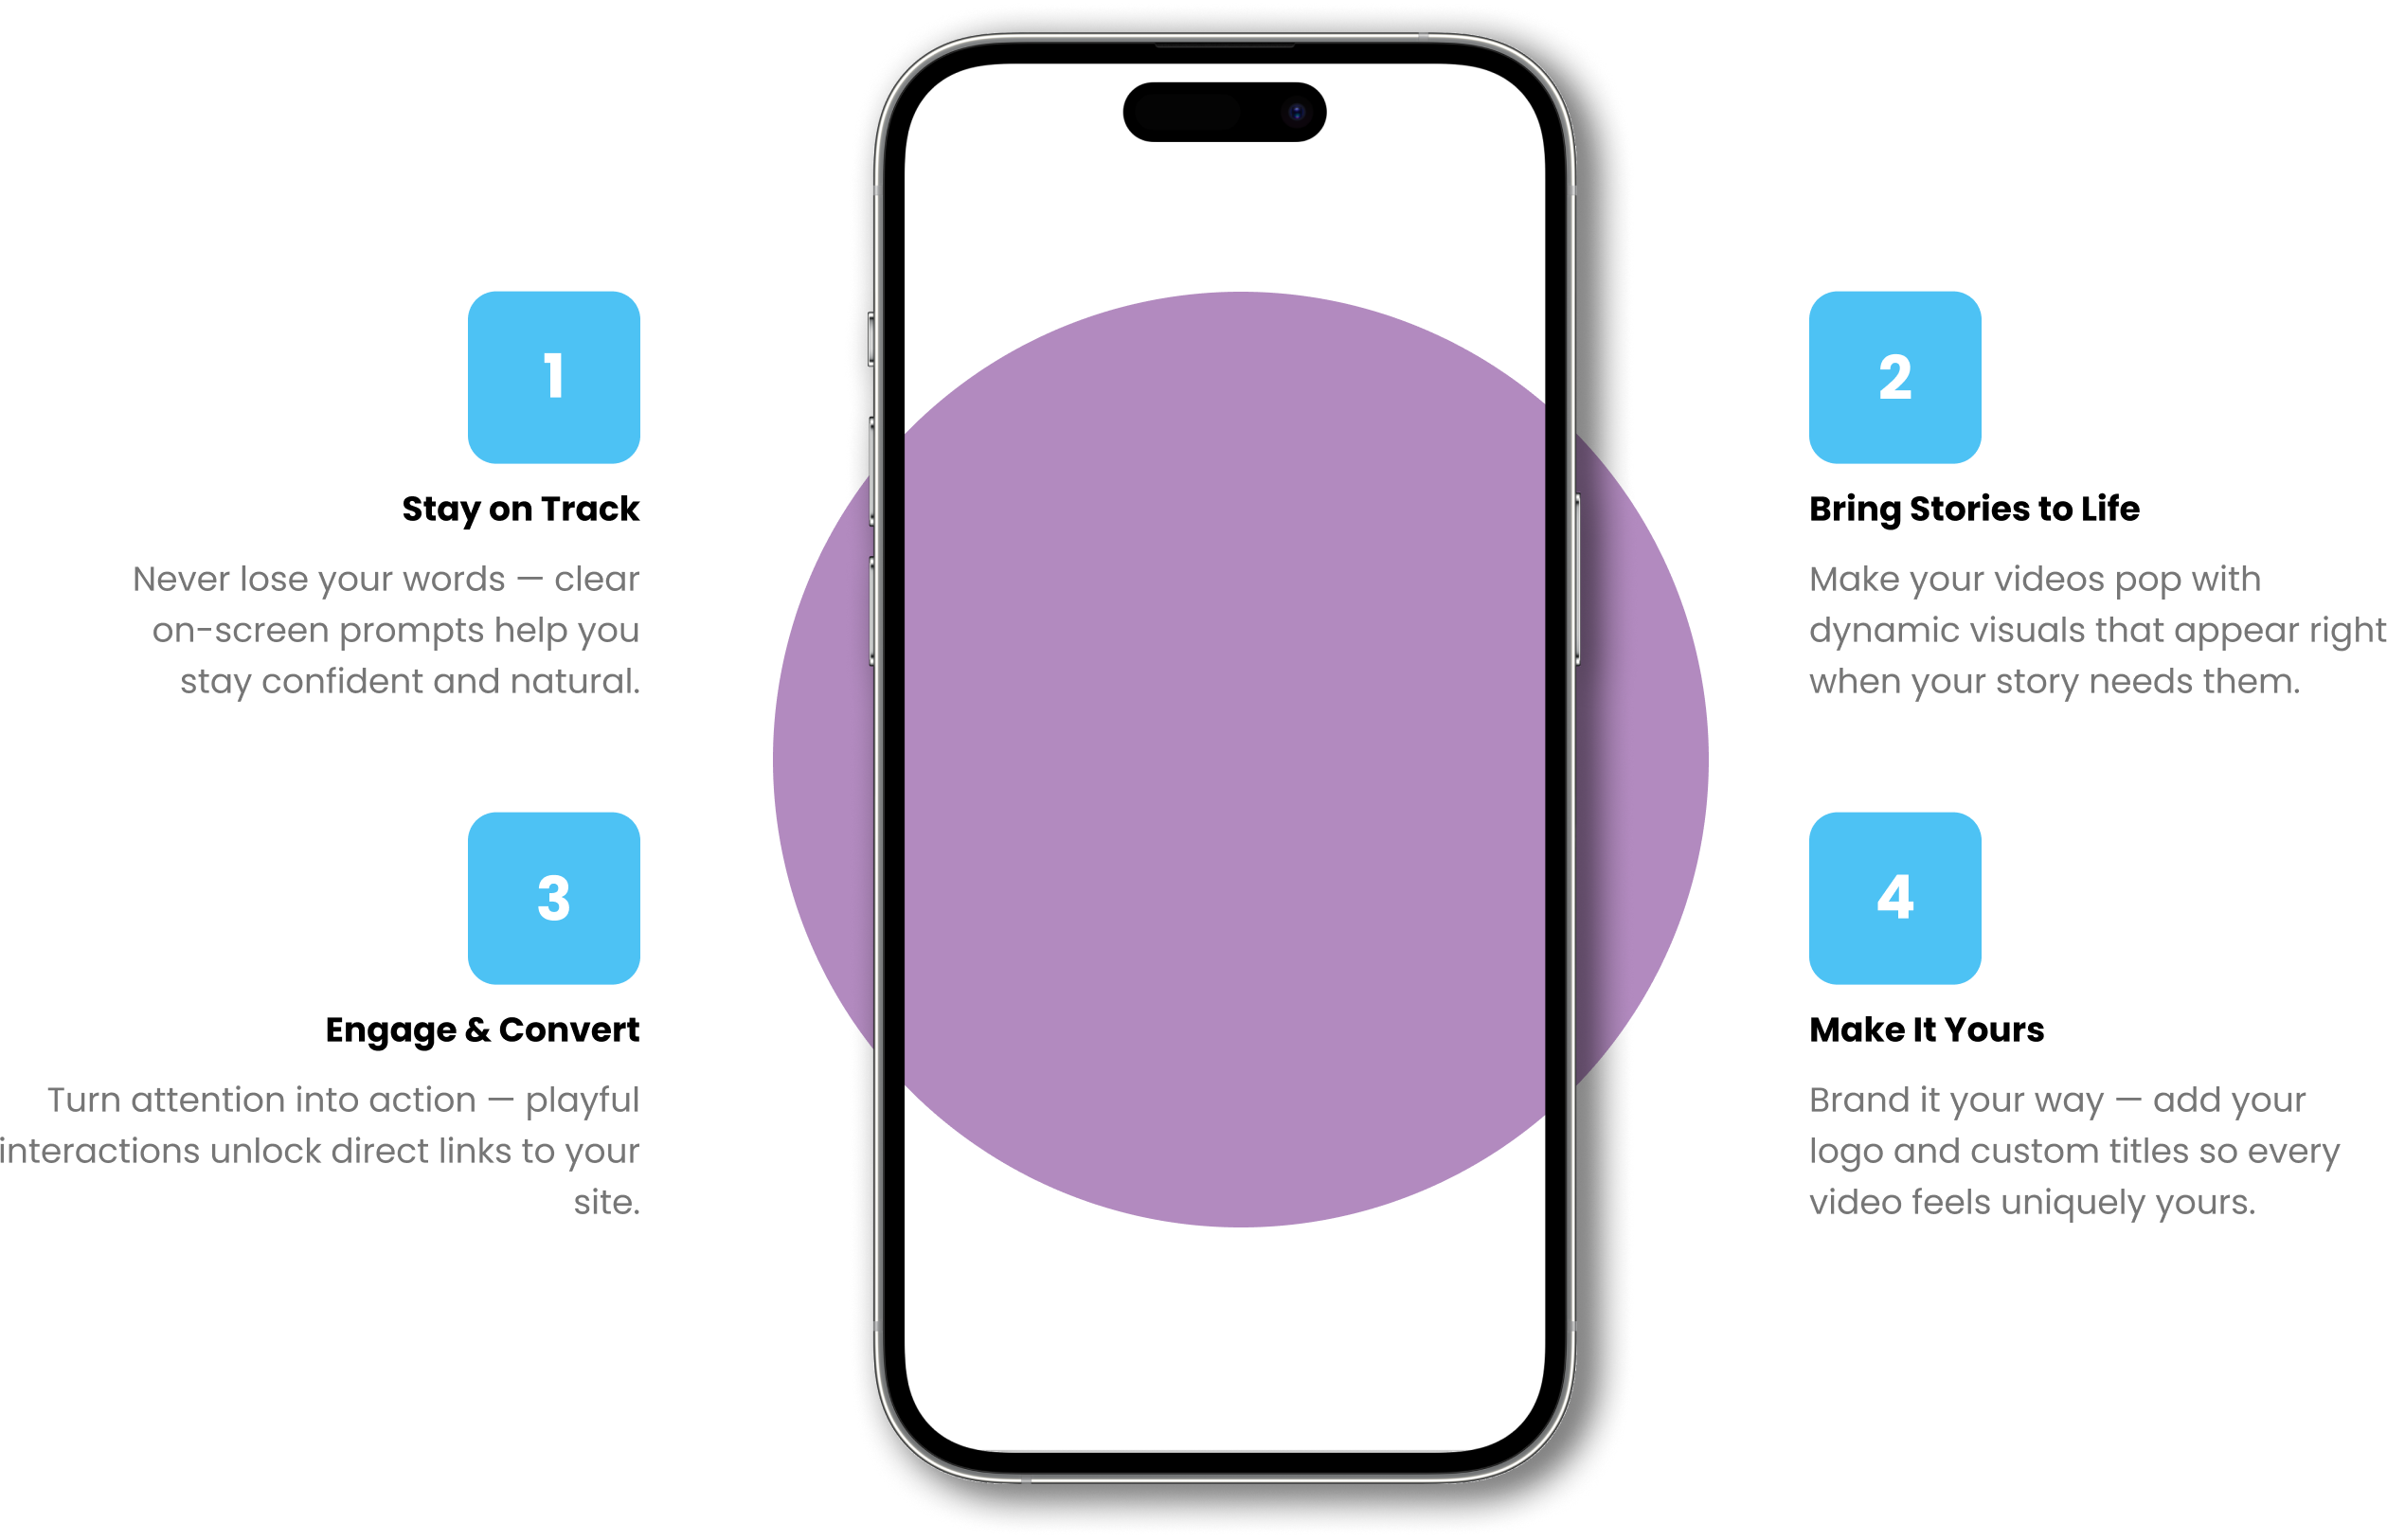 1
Stay on Track
Never lose your words — clear
on-screen prompts help you
stay confident and natural.
2
Bring Stories to Life
Make your videos pop with
dynamic visuals that appear right
when your story needs them.
3
Engage & Convert
Turn attention into action — playful
interactions unlock direct links to your
site.
4
Make It Yours
Brand it your way — add your
logo and custom titles so every
video feels uniquely yours.